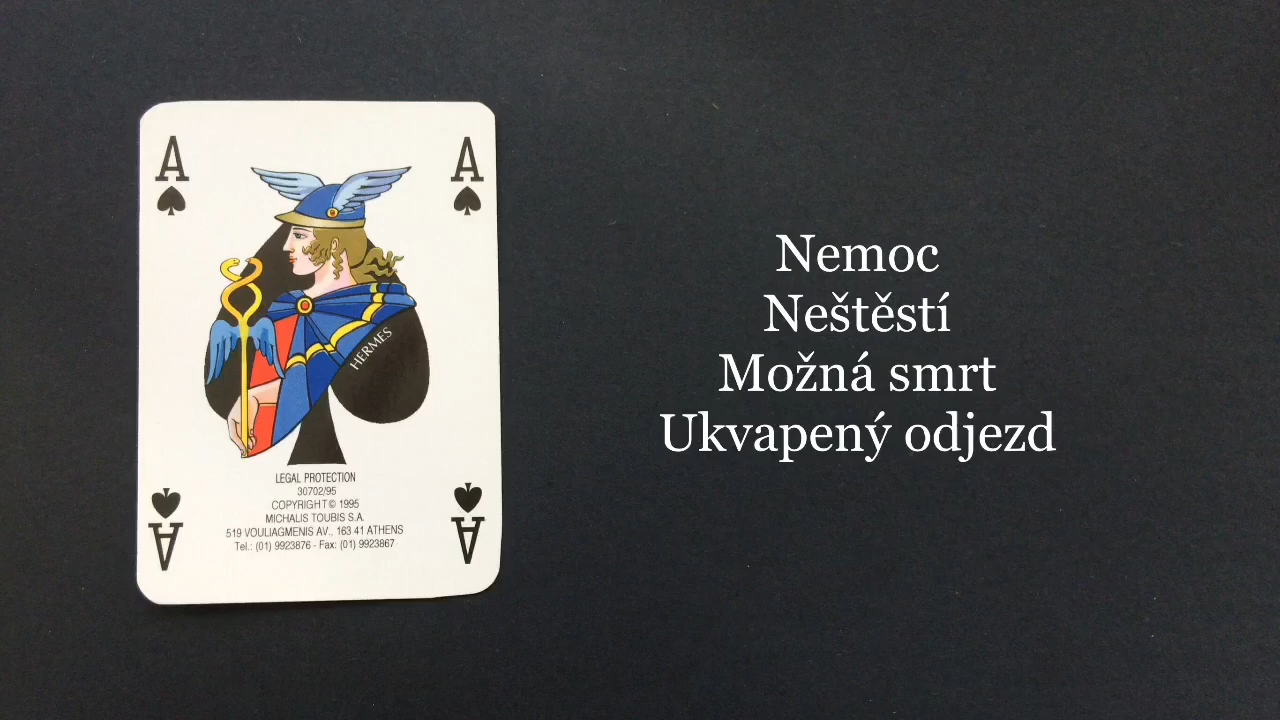 A
A
HERMES
LEGAL PROTECTION
30702/95
COPYRIGHT © 1995
MICHALIS TOUBIS S.A.
519 VOULIAGMENIS AV., 163 41 ATHENS
Tel.: (01) 9923876 - Fax: (01) 9923867
A
A
Nemoc
Neštěstí
Možná smrt
Ukvapený odjezd